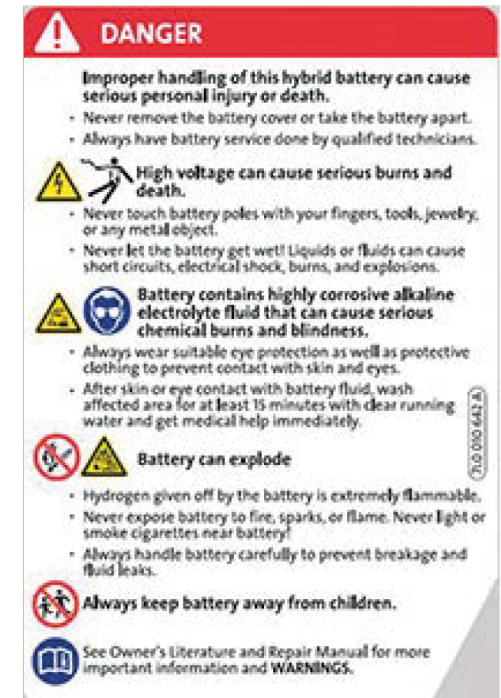 DANGER
Improper handling of this hybrid battery can cause
serious personal injury or death.
· Never remove the battery cover or take the battery apart.
· Always have battery service done by qualified technicians.
High voltage can cause serious burns and
death.
· Never touch battery poles with your fingers, tools, jewelry,
or any metal object.
· Never let the battery get wet! Liquids or fluids can cause
short circuits, electrical shock, burns, and explosions.
Battery contains highly corrosive alkaline
electrolyte fluid that can cause serious
chemical burns and blindness.
· Always wear suitable eye protection as well as protective
clothing to prevent contact with skin and eyes.
· After skin or eye contact with battery fluid, wash
affected area for at least 15 minutes with clear running
water and get medical help immediately.
7L0 010 642 A
Battery can explode
· Hydrogen given off by the battery is extremely flammable.
· Never expose battery to fire, sparks, or flame. Never light or
smoke cigarettes near battery!
· Always handle battery carefully to prevent breakage and
fluid leaks.
Always keep battery away from children.
See Owner's Literature and Repair Manual for more
important information and WARNINGS.